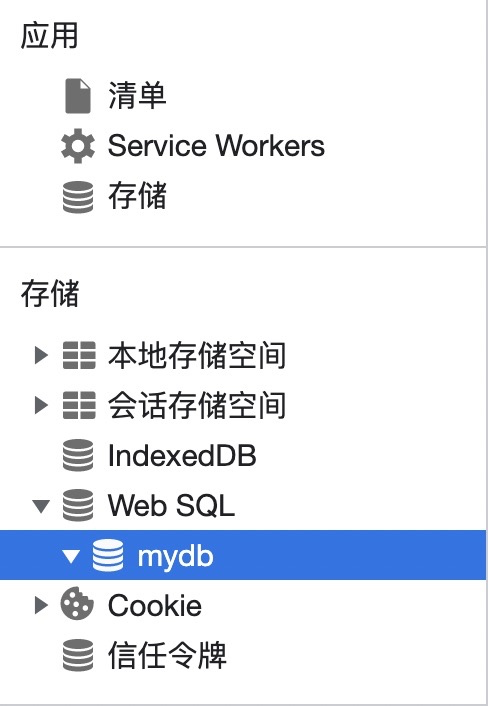 应用
清单
Service Workers
存储
存储
本地存储空间
会话存储空间
IndexedDB
Web SQL
mydb
Cookie
信任令牌